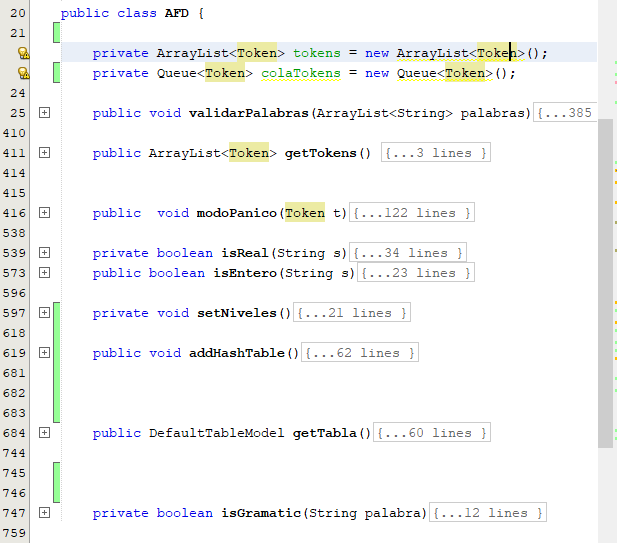 20 public class AFD {
21
private ArrayList<Token> tokens = new ArrayList<Token>();
private Queue<Token> colaTokens = new Queue<Token>();
24
25 public void validarPalabras(ArrayList<String> palabras){...385
410
411 public ArrayList<Token> getTokens() {...3 lines }
414
415
416 public void modoPanico(Token t){...122 lines }
538
539 private boolean isReal(String s){...34 lines }
573 public boolean isEntero(String s){...23 lines }
596
597 private void setNiveles(){...21 lines }
618
619 public void addHashTable(){...62 lines }
681
682
683
684 public DefaultTableModel getTabla(){...60 lines }
744
745
746
747 private boolean isGramatic(String palabra){...12 lines }
759